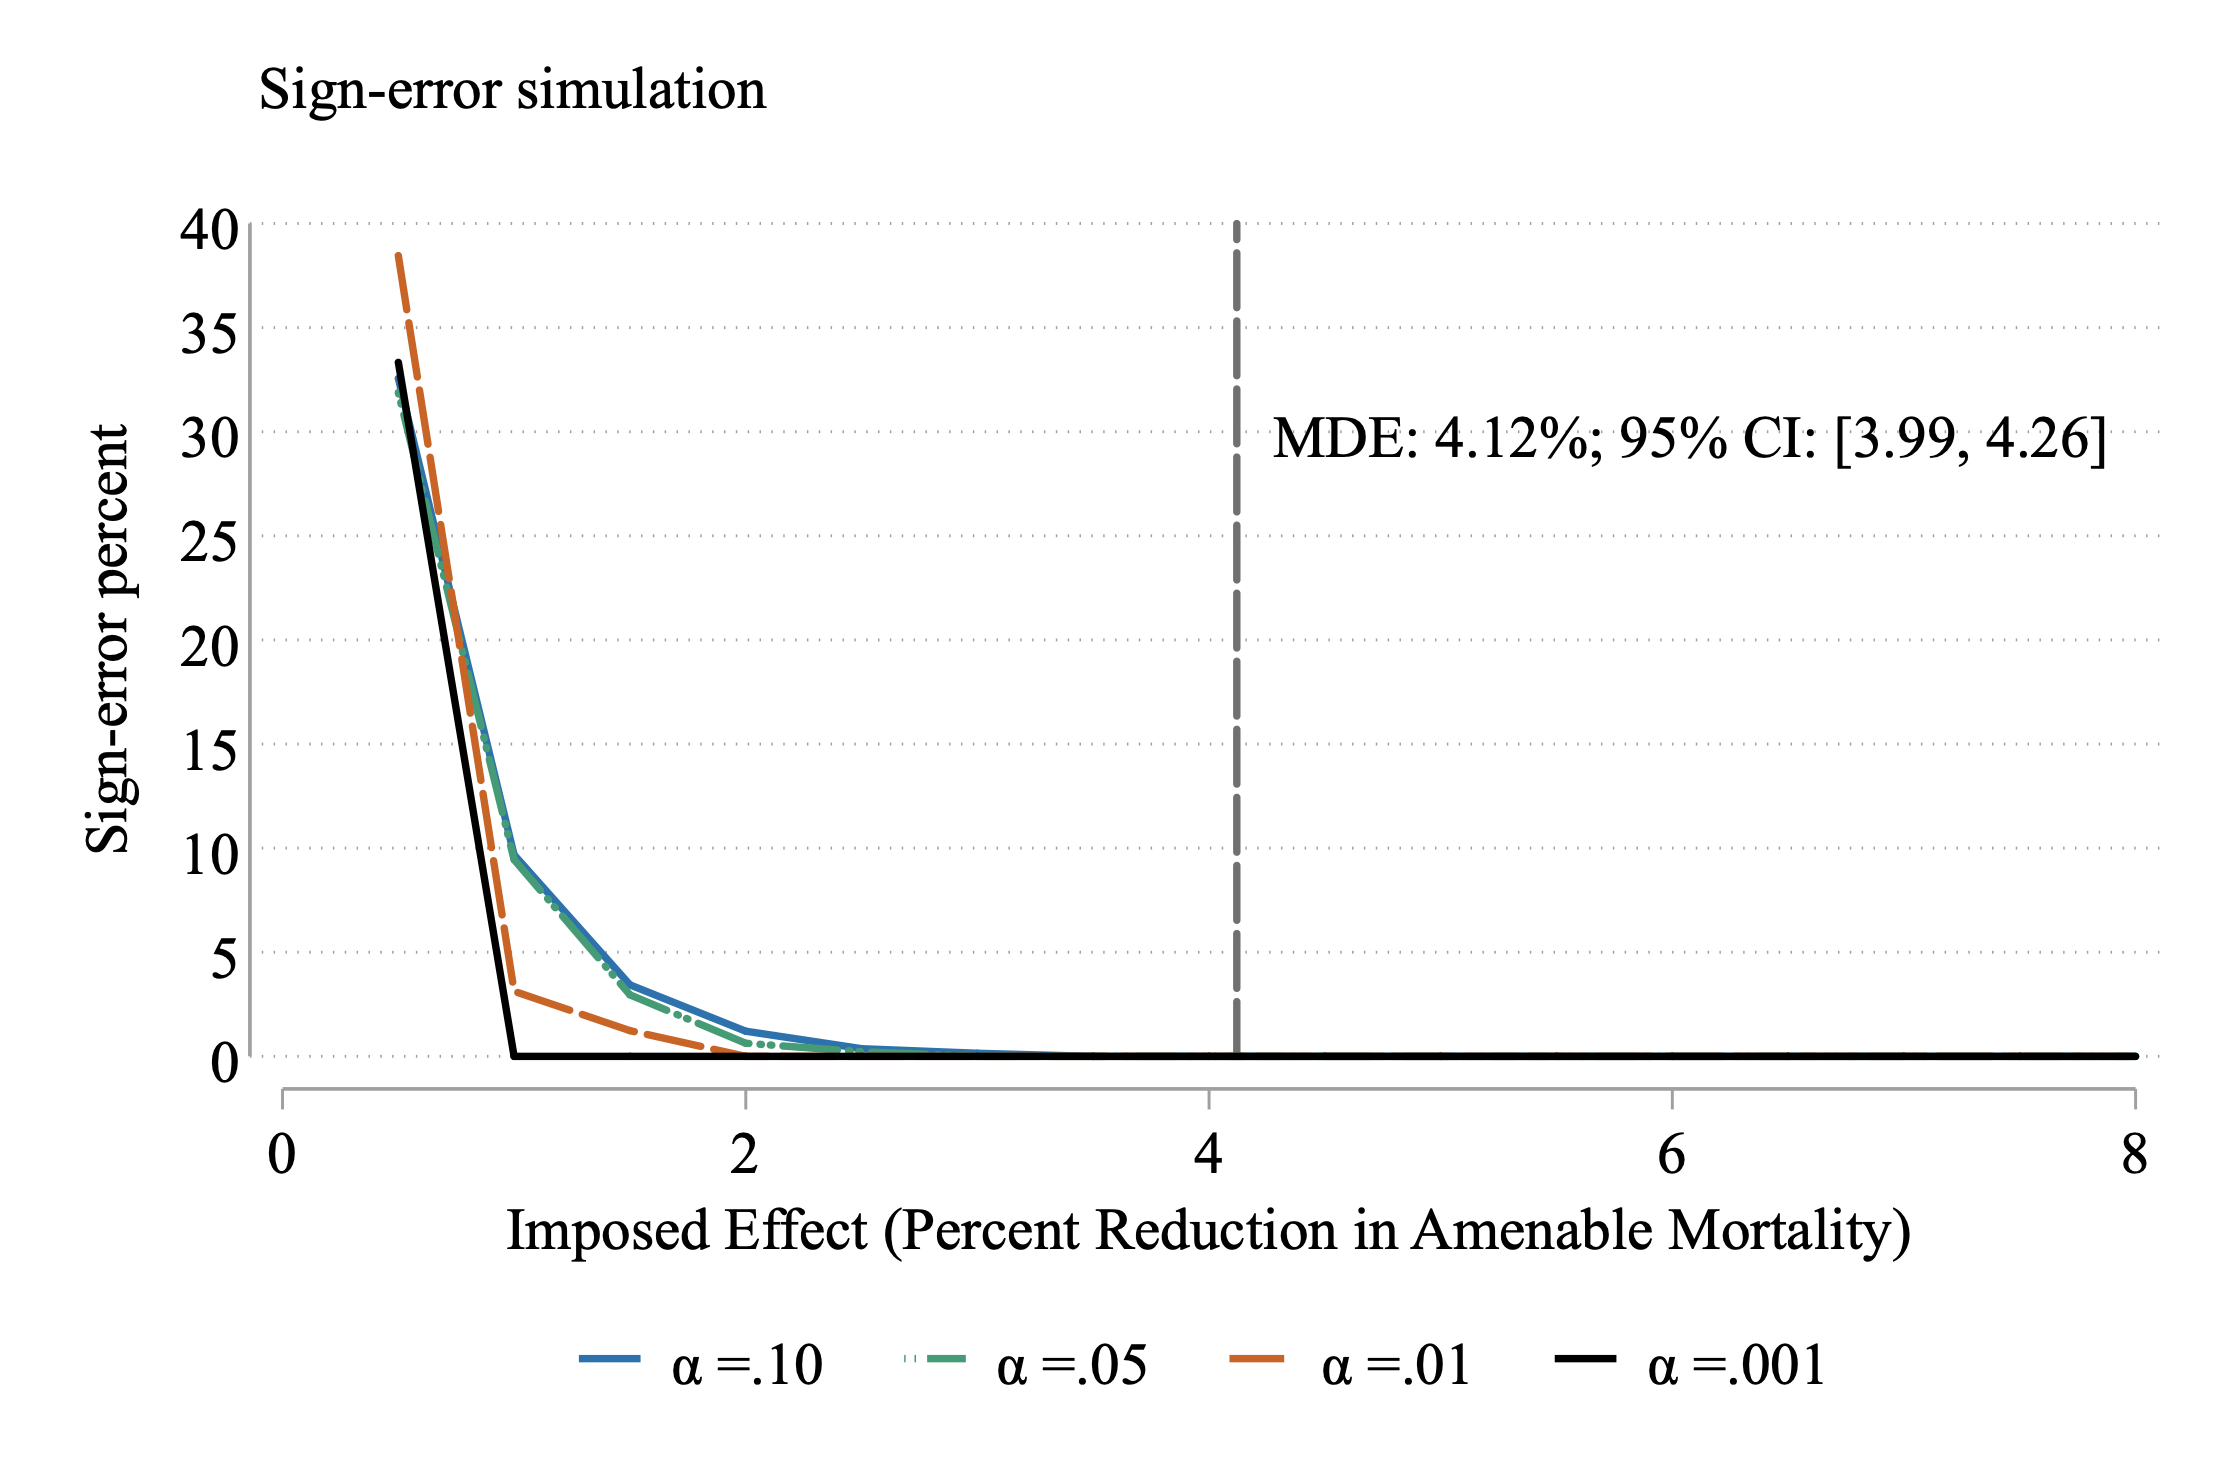 Sign-error simulation
40
35
30
25
20
15
10
5
0
Sign-error percent
MDE: 4.12%; 95% CI: [3.99, 4.26]
0 2 4 6 8
Imposed Effect (Percent Reduction in Amenable Mortality)
α =.10 α =.05 α =.01 α =.001